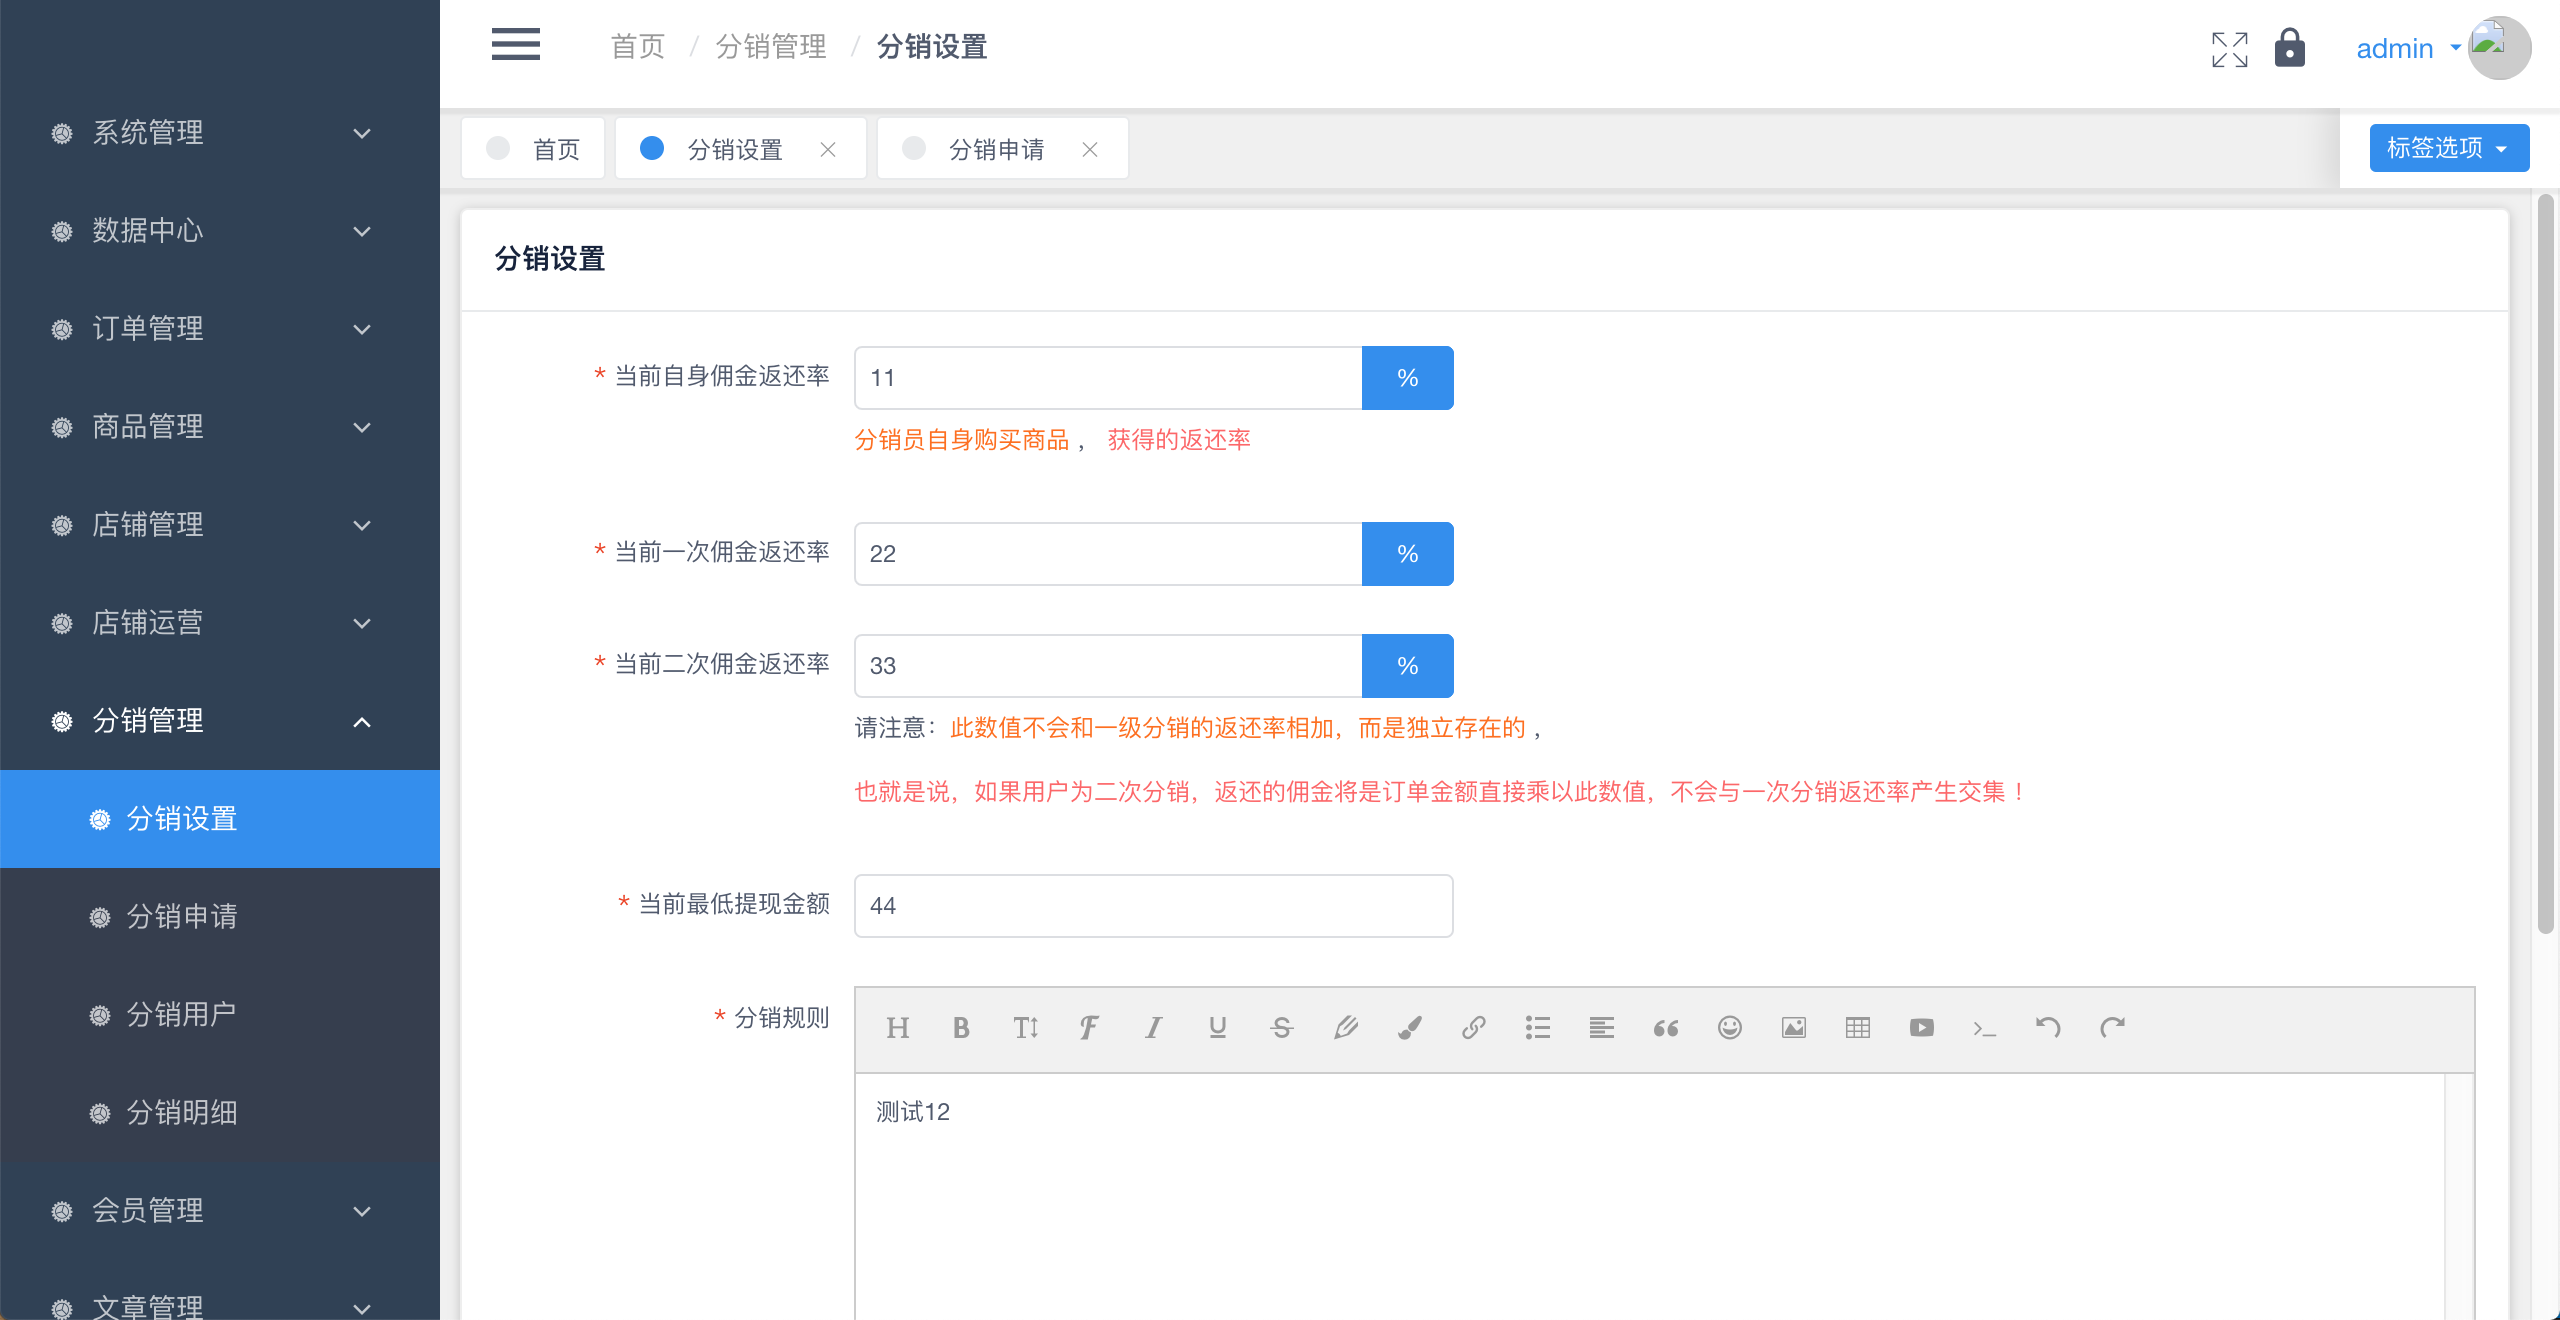 首页 / 分销管理 / 分销设置
admin
系统管理
数据中心
订单管理
商品管理
店铺管理
店铺运营
分销管理
分销设置
分销申请
分销用户
分销明细
会员管理
文章管理
首页
分销设置
分销申请
标签选项
分销设置
* 当前自身佣金返还率 11 %
分销员自身购买商品， 获得的返还率
* 当前一次佣金返还率 22 %
* 当前二次佣金返还率 33 %
请注意：此数值不会和一级分销的返还率相加，而是独立存在的，
也就是说，如果用户为二次分销，返还的佣金将是订单金额直接乘以此数值，不会与一次分销返还率产生交集！
* 当前最低提现金额 44
* 分销规则
测试12